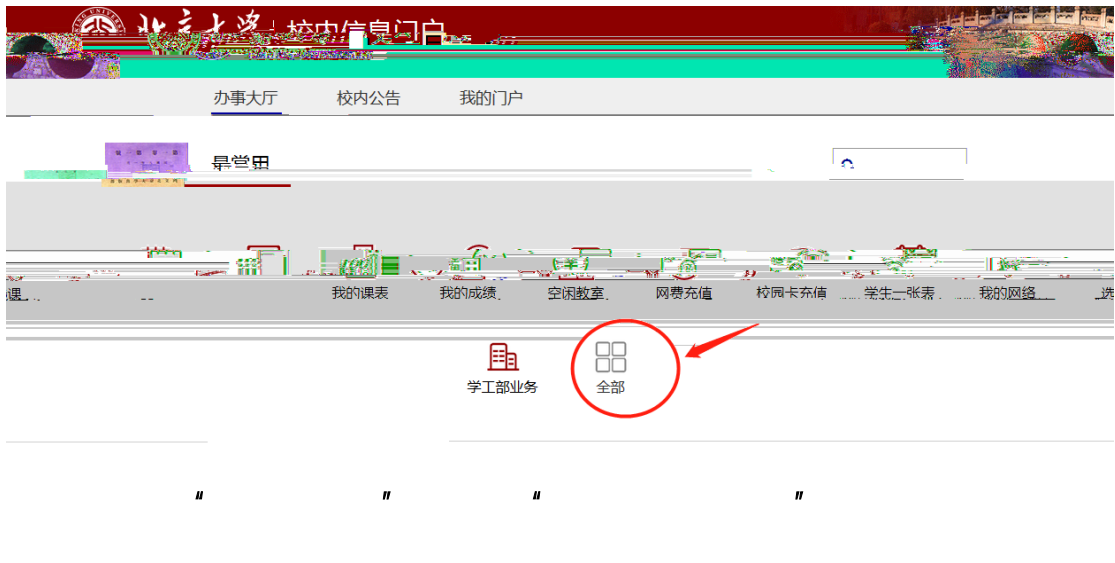 北京大学 校内信息门户
办事大厅 校内公告 我的门户
最常用
我的课表 我的成绩 空闲教室 网费充值 校园卡充值 学生一张表 我的网络 选
学工部业务 全部
“ ” “ ”